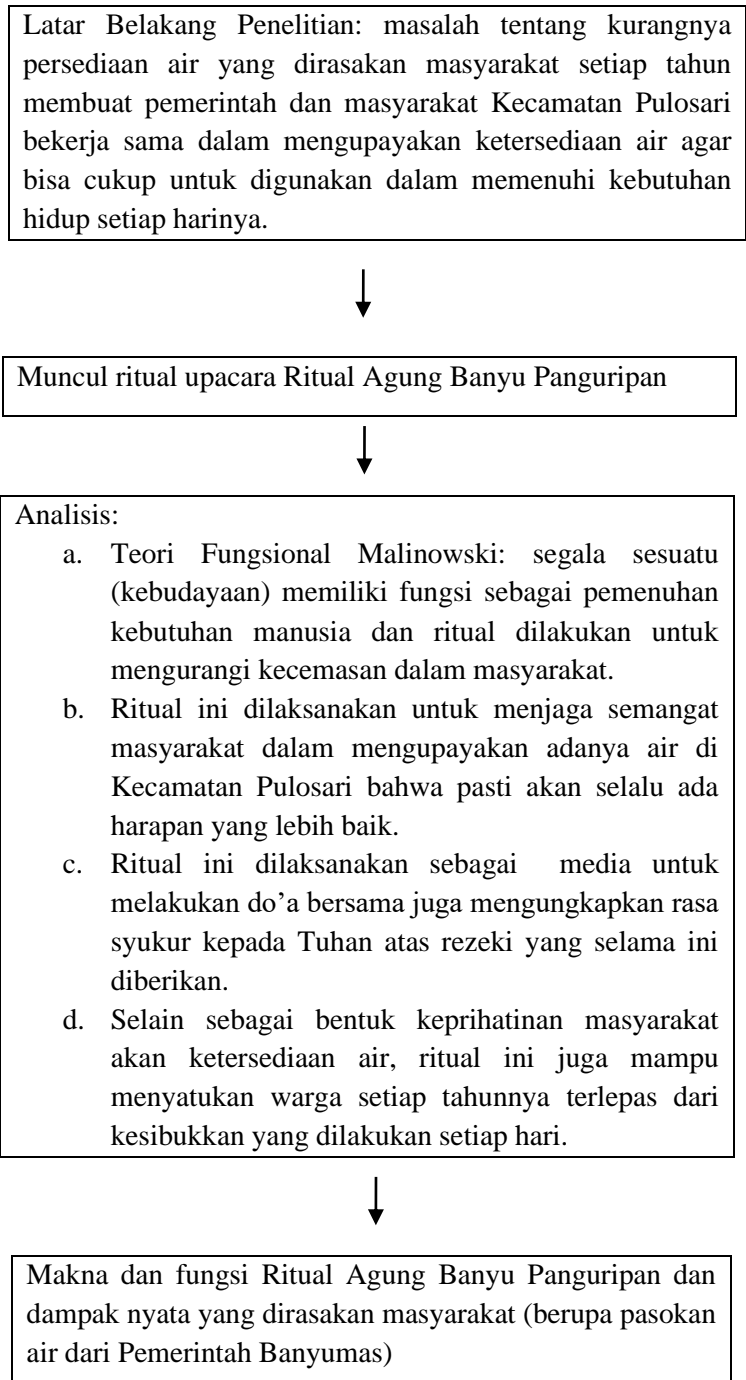 Latar Belakang Penelitian: masalah tentang kurangnya
persediaan air yang dirasakan masyarakat setiap tahun
membuat pemerintah dan masyarakat Kecamatan Pulosari
bekerja sama dalam mengupayakan ketersediaan air agar
bisa cukup untuk digunakan dalam memenuhi kebutuhan
hidup setiap harinya.
Muncul ritual upacara Ritual Agung Banyu Panguripan
Analisis:
a. Teori Fungsional Malinowski: segala sesuatu
(kebudayaan) memiliki fungsi sebagai pemenuhan
kebutuhan manusia dan ritual dilakukan untuk
mengurangi kecemasan dalam masyarakat.
b. Ritual ini dilaksanakan untuk menjaga semangat
masyarakat dalam mengupayakan adanya air di
Kecamatan Pulosari bahwa pasti akan selalu ada
harapan yang lebih baik.
c. Ritual ini dilaksanakan sebagai media untuk
melakukan do’a bersama juga mengungkapkan rasa
syukur kepada Tuhan atas rezeki yang selama ini
diberikan.
d. Selain sebagai bentuk keprihatinan masyarakat
akan ketersediaan air, ritual ini juga mampu
menyatukan warga setiap tahunnya terlepas dari
kesibukkan yang dilakukan setiap hari.
Makna dan fungsi Ritual Agung Banyu Panguripan dan
dampak nyata yang dirasakan masyarakat (berupa pasokan
air dari Pemerintah Banyumas)